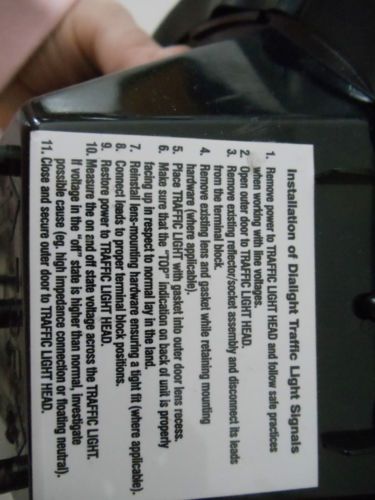 Installation of Dialight Traffic Light Signals
1. Remove power to TRAFFIC LIGHT HEAD and follow safe practices
when working with line voltages.
2. Open outer door to TRAFFIC LIGHT HEAD.
3. Remove existing reflector/socket assembly and disconnect its leads
from the terminal block.
4. Remove existing lens and gasket while retaining mounting
hardware (where applicable).
5. Place TRAFFIC LIGHT with gasket into outer door lens recess.
6. Make sure that the "TOP" indication on back of unit is properly
facing up in respect to normal lay in the land.
7. Reinstall lens-mounting hardware ensuring a tight fit (where applicable).
8. Connect leads to proper terminal block positions.
9. Restore power to TRAFFIC LIGHT HEAD.
10. Measure the on and off state voltage across the TRAFFIC LIGHT.
If voltage in the "off" state is higher than normal, investigate
possible cause (eg. high impedance connection or floating neutral).
11. Close and secure outer door to TRAFFIC LIGHT HEAD.